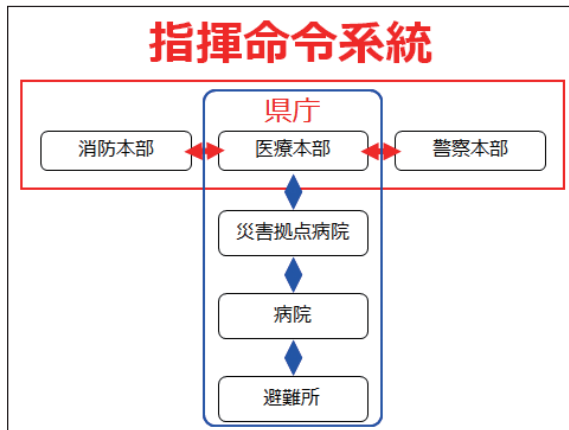 指揮命令系統
県庁
消防本部
医療本部
警察本部
災害拠点病院
病院
避難所